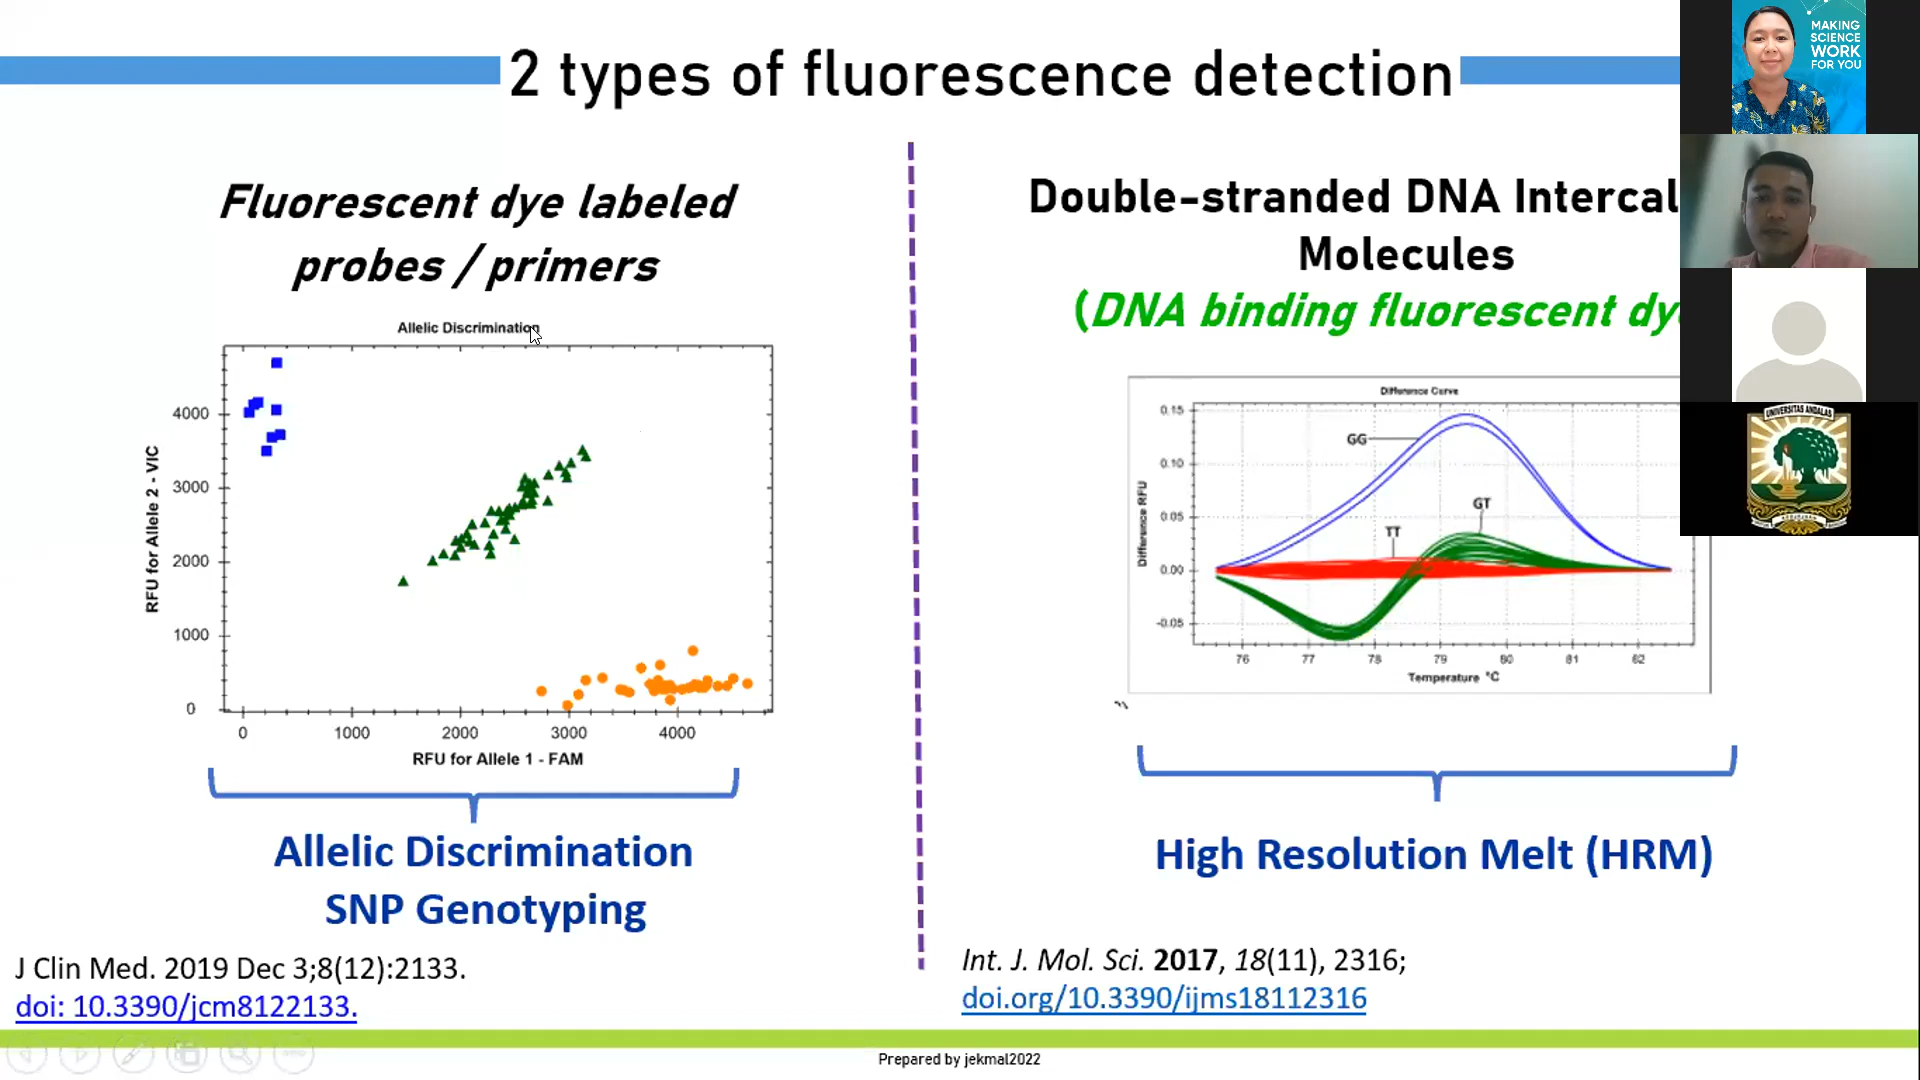 2 types of fluorescence detection
MAKING
SCIENCE
WORK
FOR YOU
Fluorescent dye labeled
probes / primers
Allelic Discrimination
4000
3000
2000
1000
0
0 1000 2000 3000 4000
RFU for Allele 2 - VIC
RFU for Allele 1 - FAM
Allelic Discrimination
SNP Genotyping
J Clin Med. 2019 Dec 3;8(12):2133.
doi: 10.3390/jcm8122133.
Double-stranded DNA Intercal
Molecules
(DNA binding fluorescent dy
Difference Curve
0.15
0.10
0.05
0.00
-0.05
GG
GT
TT
76 77 78 79 80 81 82
Difference RFU
Temperature °C
High Resolution Melt (HRM)
Int. J. Mol. Sci. 2017, 18(11), 2316;
doi.org/10.3390/ijms18112316
UNIVERSITAS ANDALAS
Prepared by jekmal2022